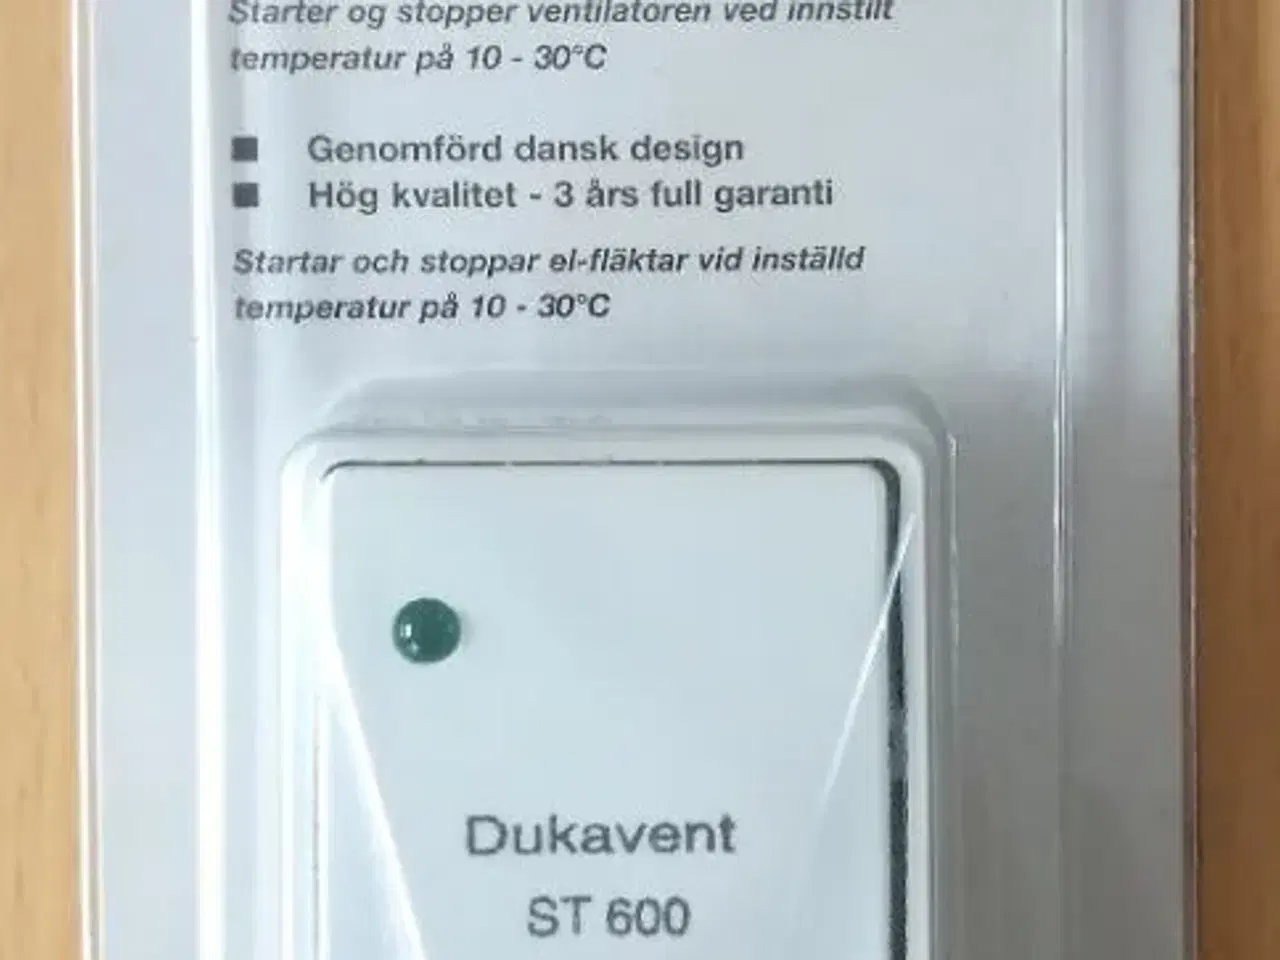 Starter og stopper ventilatoren ved innstilt
temperatur på 10 - 30°C
■ Genomförd dansk design
■ Hög kvalitet - 3 års full garanti
Startar och stoppar el-fläktar vid inställd
temperatur på 10 - 30°C
Dukavent
ST 600